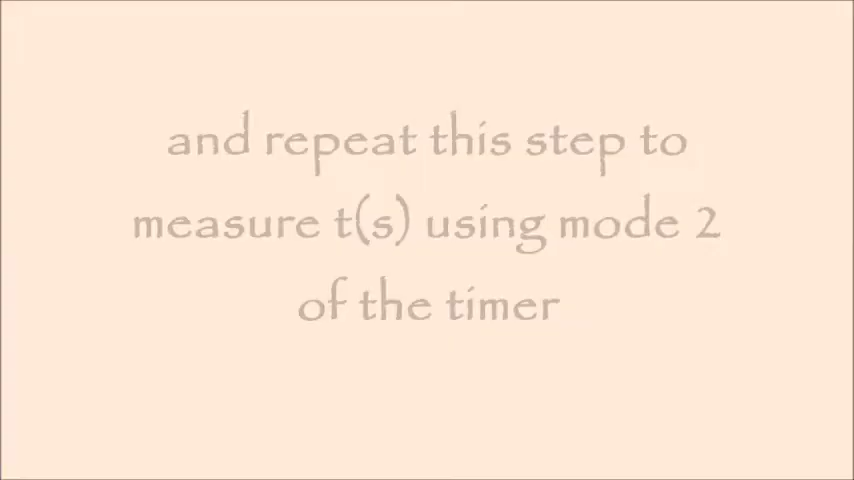 and repeat this step to
measure t(s) using mode 2
of the timer